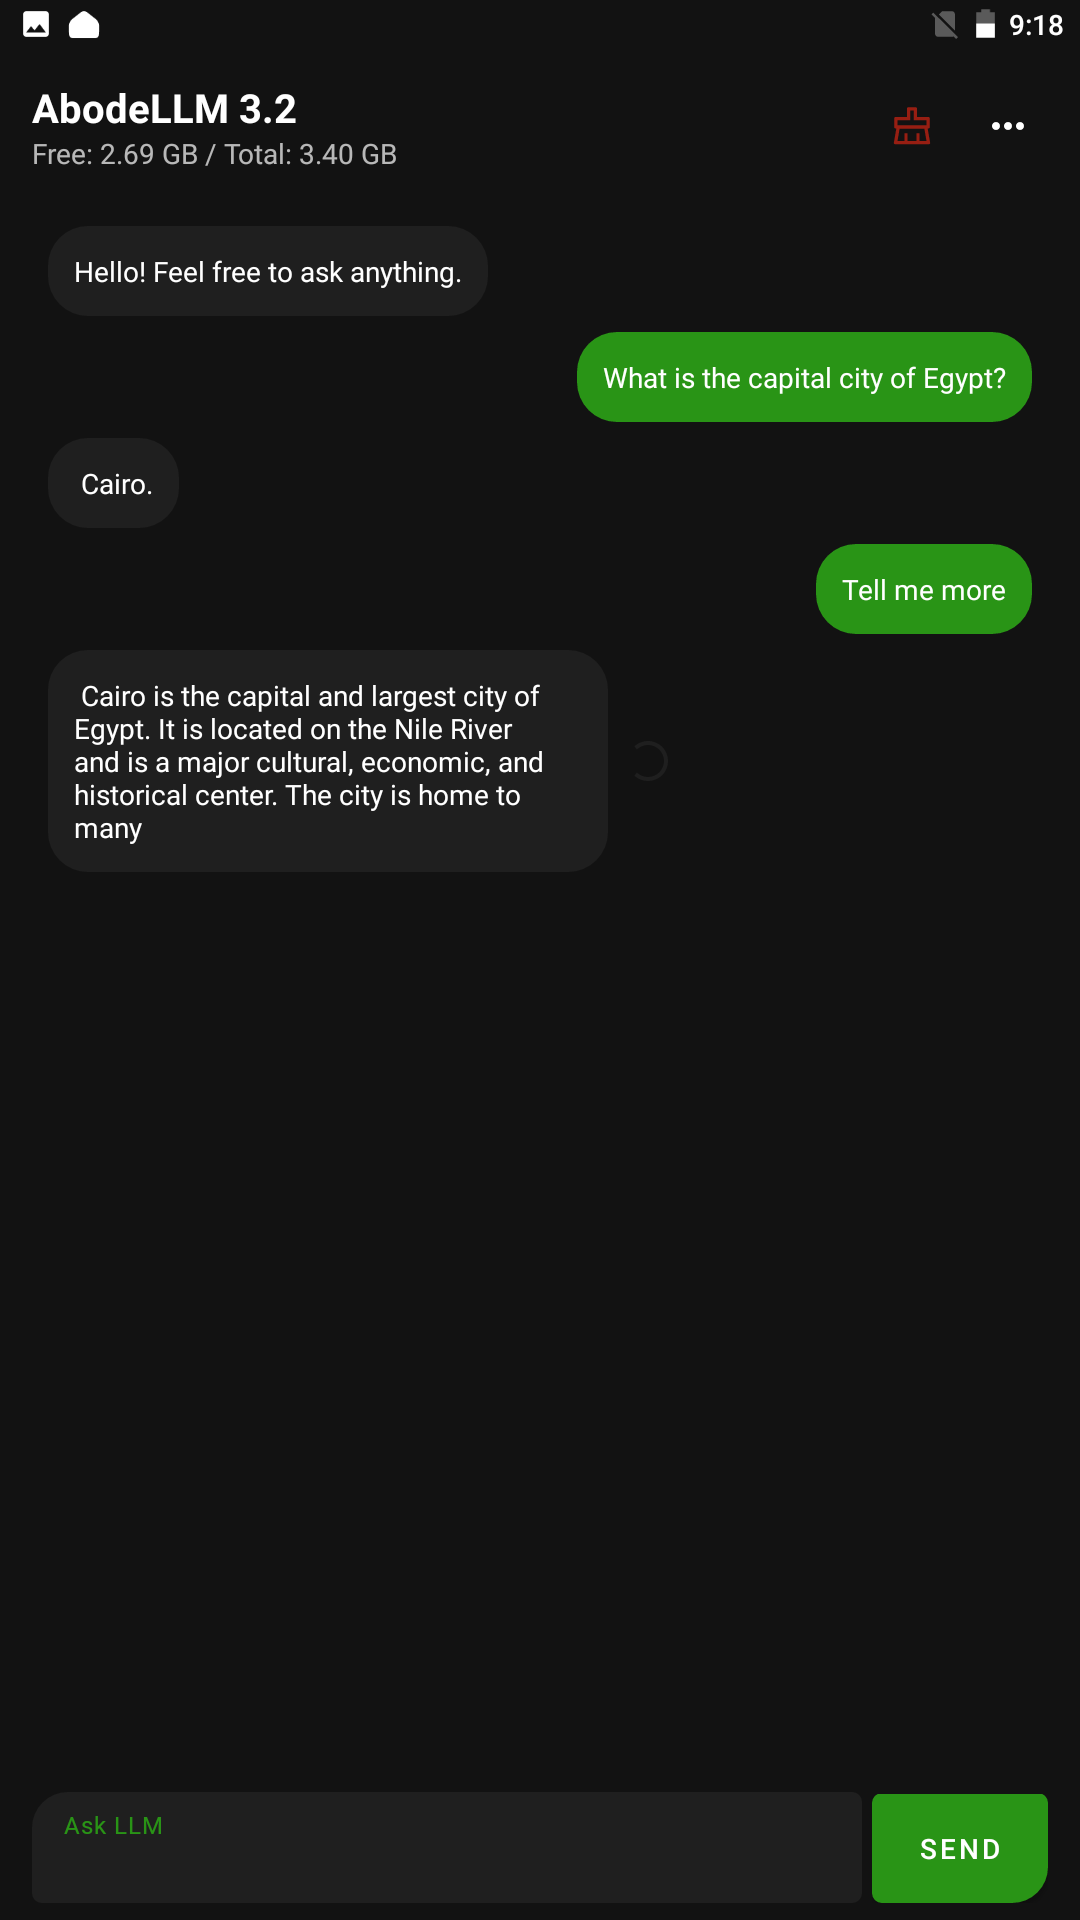 9:18
AbodeLLM 3.2
Free: 2.69 GB / Total: 3.40 GB
Hello! Feel free to ask anything.
What is the capital city of Egypt?
Cairo.
Tell me more
Cairo is the capital and largest city of
Egypt. It is located on the Nile River
and is a major cultural, economic, and
historical center. The city is home to
many
Ask LLM
SEND